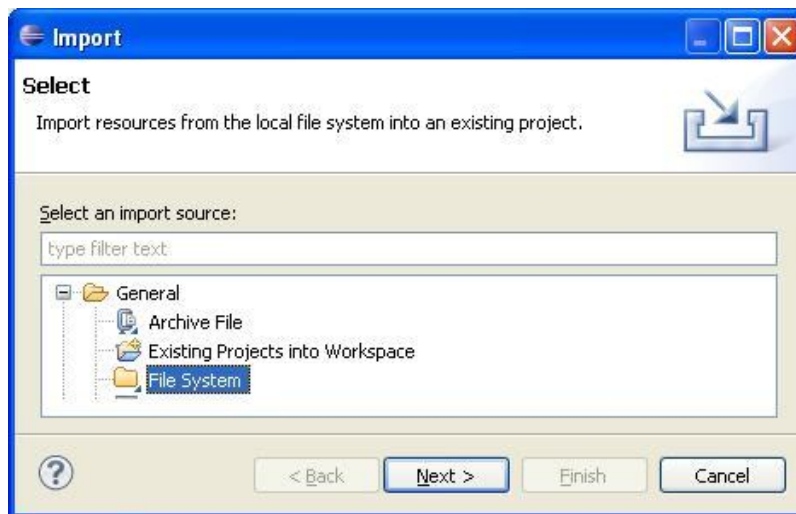 Import
Select
Import resources from the local file system into an existing project.
Select an import source:
type filter text
General
Archive File
Existing Projects into Workspace
File System
< Back Next > Finish Cancel